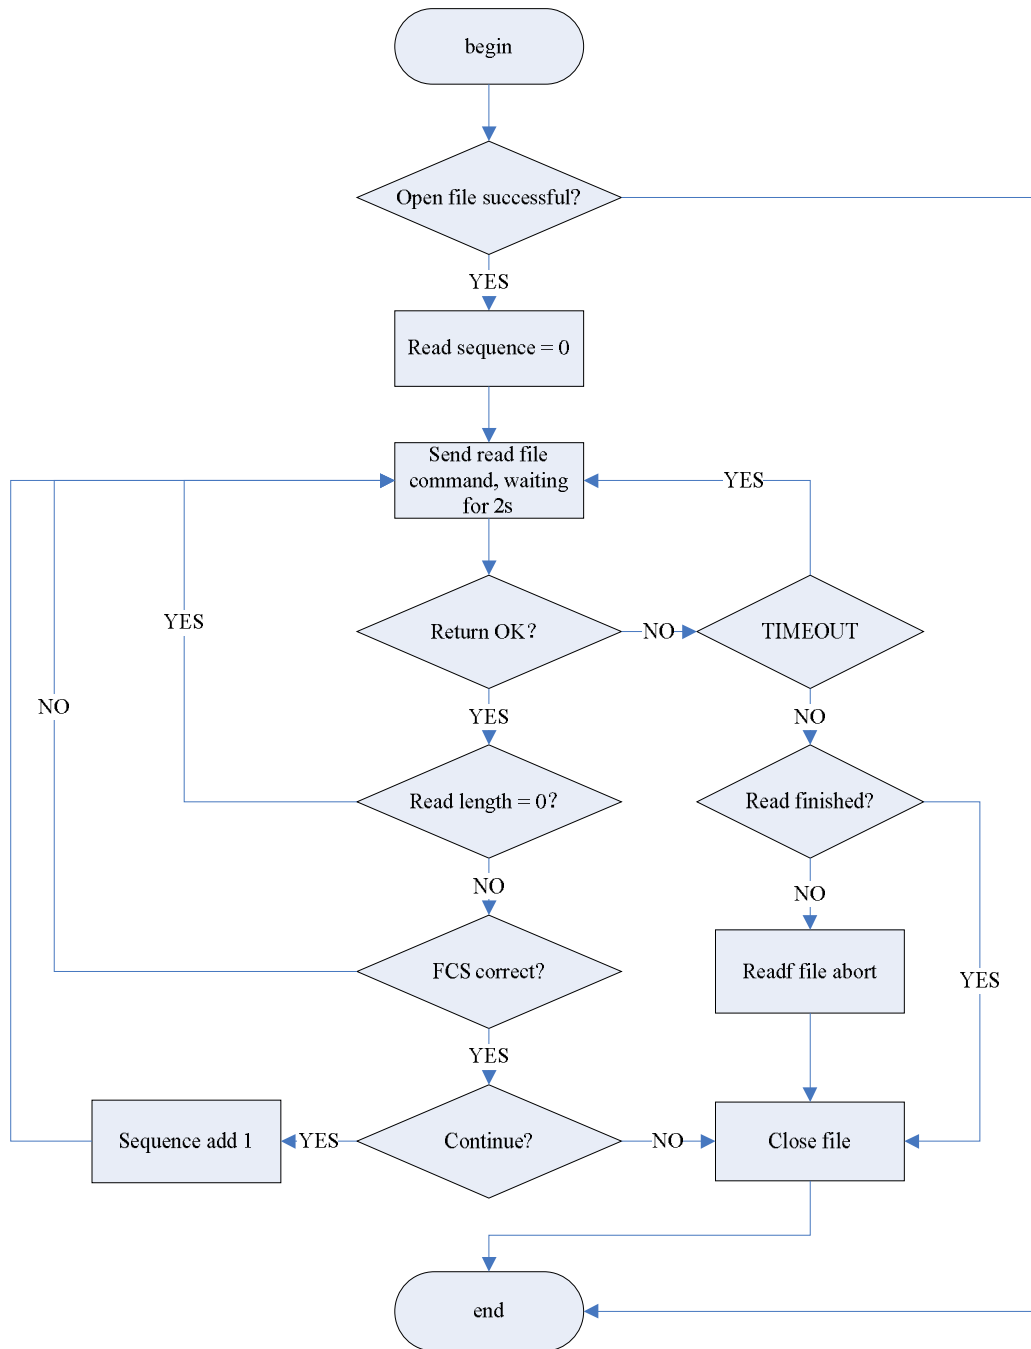 begin
Open file successful?
YES
Read sequence = 0
Send read file
command, waiting
for 2s
YES
Return OK?
NO
TIMEOUT
YES
NO
YES
NO
Read length = 0?
Read finished?
NO
NO
FCS correct?
Readf file abort
YES
YES
Sequence add 1
YES
Continue?
NO
Close file
end